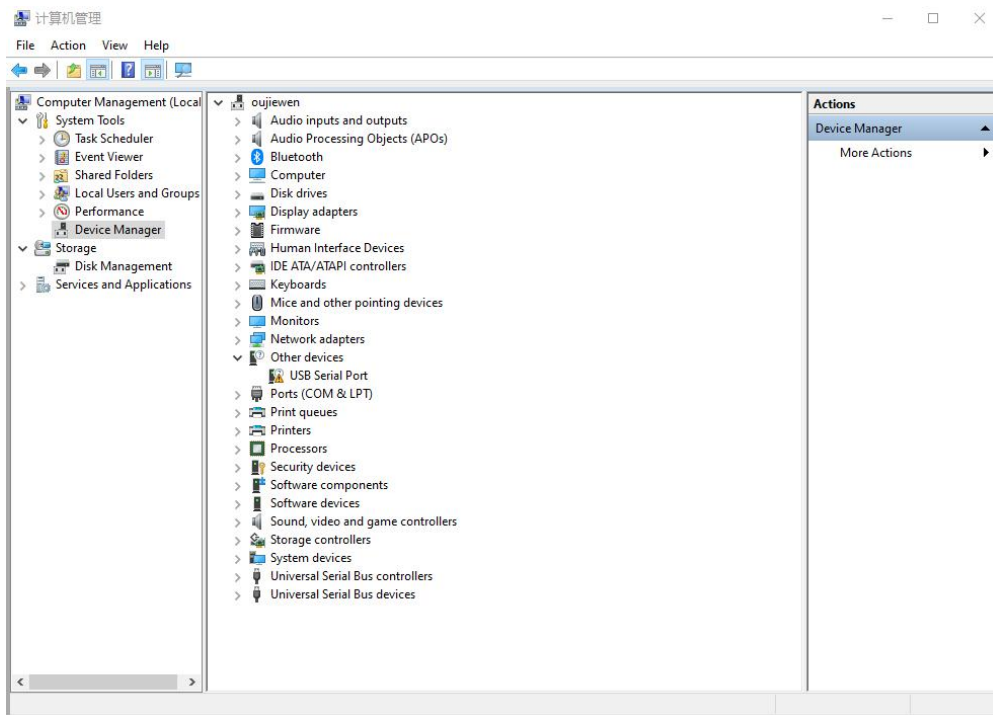 计算机管理
File Action View Help
Computer Management (Local
System Tools
Task Scheduler
Event Viewer
Shared Folders
Local Users and Groups
Performance
Device Manager
Storage
Disk Management
Services and Applications
oujiewen
Audio inputs and outputs
Audio Processing Objects (APOs)
Bluetooth
Computer
Disk drives
Display adapters
Firmware
Human Interface Devices
IDE ATA/ATAPI controllers
Keyboards
Mice and other pointing devices
Monitors
Network adapters
Other devices
USB Serial Port
Ports (COM & LPT)
Print queues
Printers
Processors
Security devices
Software components
Software devices
Sound, video and game controllers
Storage controllers
System devices
Universal Serial Bus controllers
Universal Serial Bus devices
Actions
Device Manager
More Actions